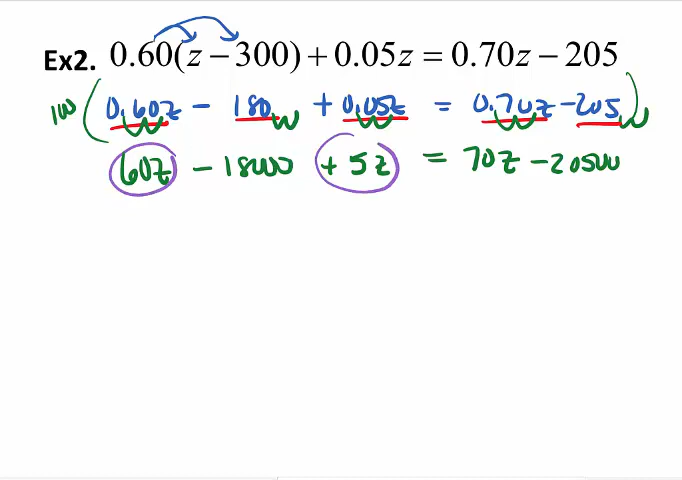 Ex2. 0.60(z − 300) + 0.05z = 0.70z − 205
100 ( 0.60z − 180 + 0.05z = 0.70z − 205 )
60z − 18000 + 5z = 70z − 20500